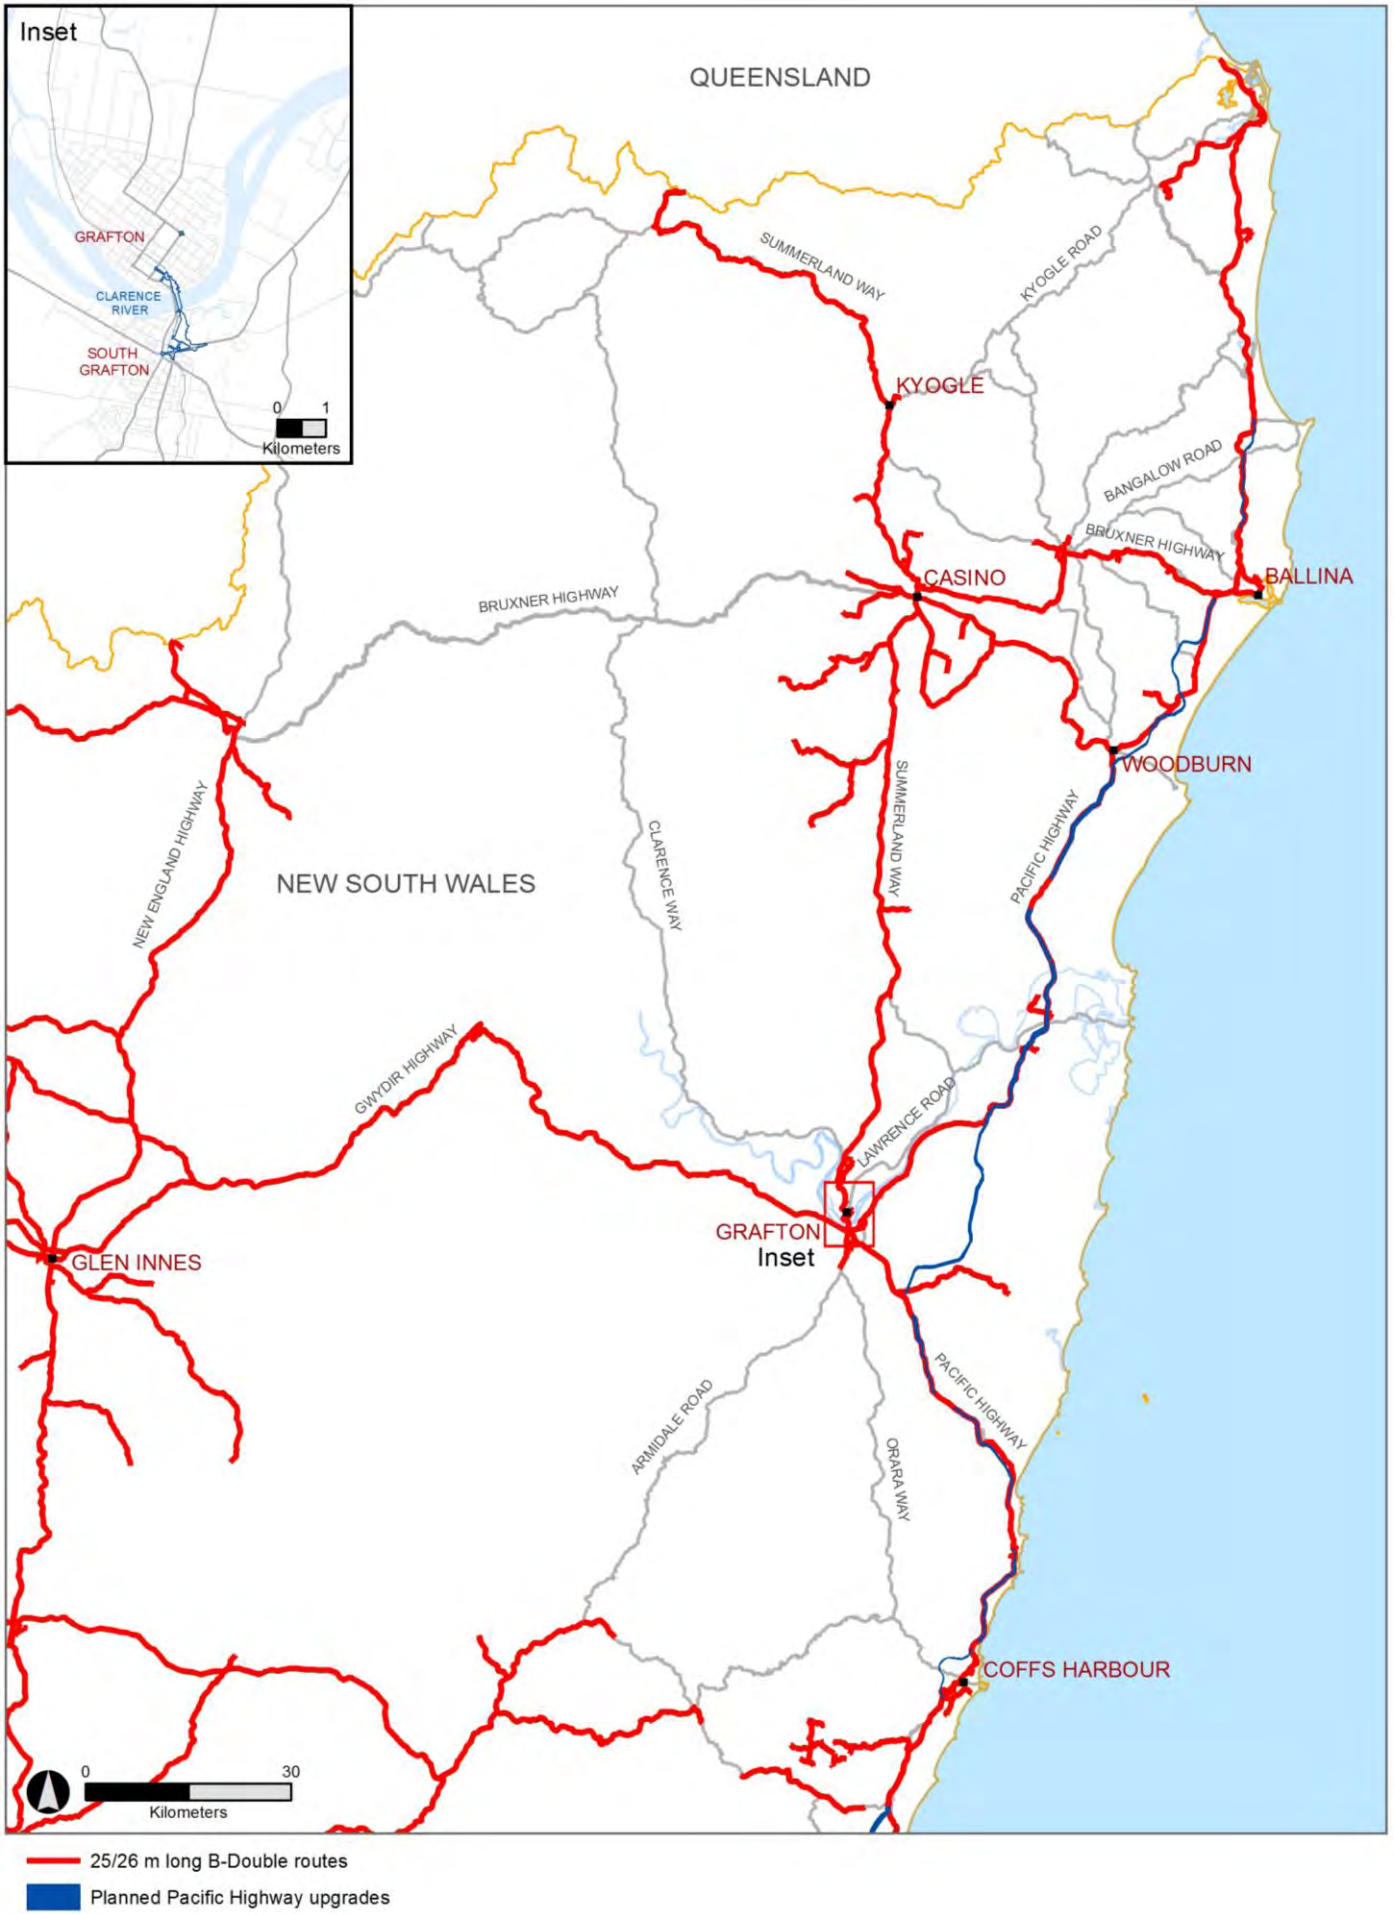 Inset
GRAFTON
CLARENCE
RIVER
SOUTH
GRAFTON
0 1
Kilometers
QUEENSLAND
SUMMERLAND WAY
KYOGLE ROAD
KYOGLE
BANGALOW ROAD
BRUXNER HIGHWAY
CASINO
BALLINA
BRUXNER HIGHWAY
WOODBURN
NEW ENGLAND HIGHWAY
SUMMERLAND WAY
PACIFIC HIGHWAY
CLARENCE WAY
NEW SOUTH WALES
GWYDIR HIGHWAY
LAWRENCE ROAD
GRAFTON
Inset
GLEN INNES
PACIFIC HIGHWAY
ARMIDALE ROAD
ORARA WAY
COFFS HARBOUR
0 30
Kilometers
25/26 m long B-Double routes
Planned Pacific Highway upgrades